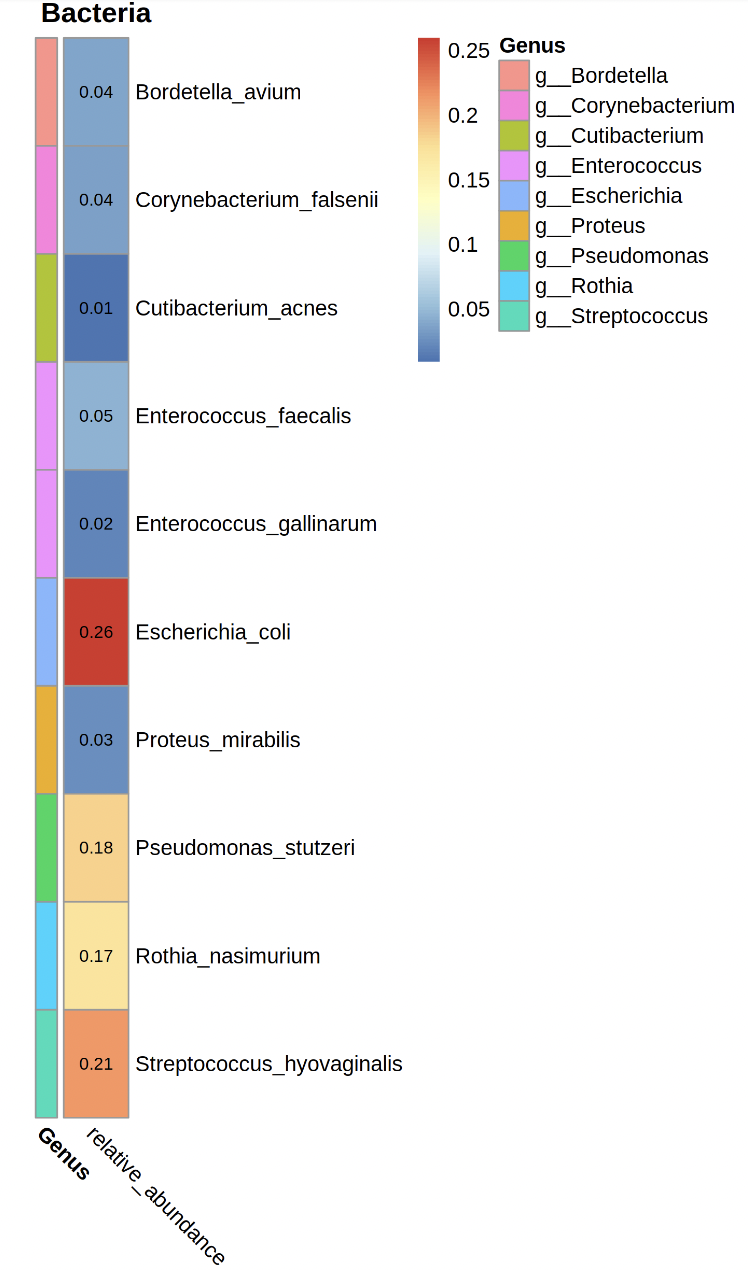 Bacteria
0.04 Bordetella_avium
0.04 Corynebacterium_falsenii
0.01 Cutibacterium_acnes
0.05 Enterococcus_faecalis
0.02 Enterococcus_gallinarum
0.26 Escherichia_coli
0.03 Proteus_mirabilis
0.18 Pseudomonas_stutzeri
0.17 Rothia_nasimurium
0.21 Streptococcus_hyovaginalis
Genus
relative_abundance
0.25
0.2
0.15
0.1
0.05
Genus
g__Bordetella
g__Corynebacterium
g__Cutibacterium
g__Enterococcus
g__Escherichia
g__Proteus
g__Pseudomonas
g__Rothia
g__Streptococcus